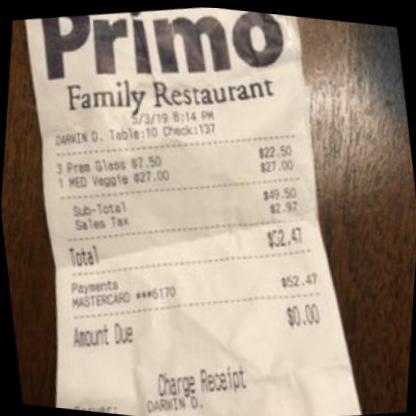 Primo
Family Restaurant
5/3/19 8:14 PM
DARWIN D. Table:10 Check:137
3 Prem Glass @7.50 $22.50
1 MED Veggie @27.00 $27.00
Sub-Total $49.50
Sales Tax $2.97
Total $52.47
Payments
MASTERCARD ***5170 $52.47
Amount Due $0.00
Charge Receipt
Server: DARWIN D.